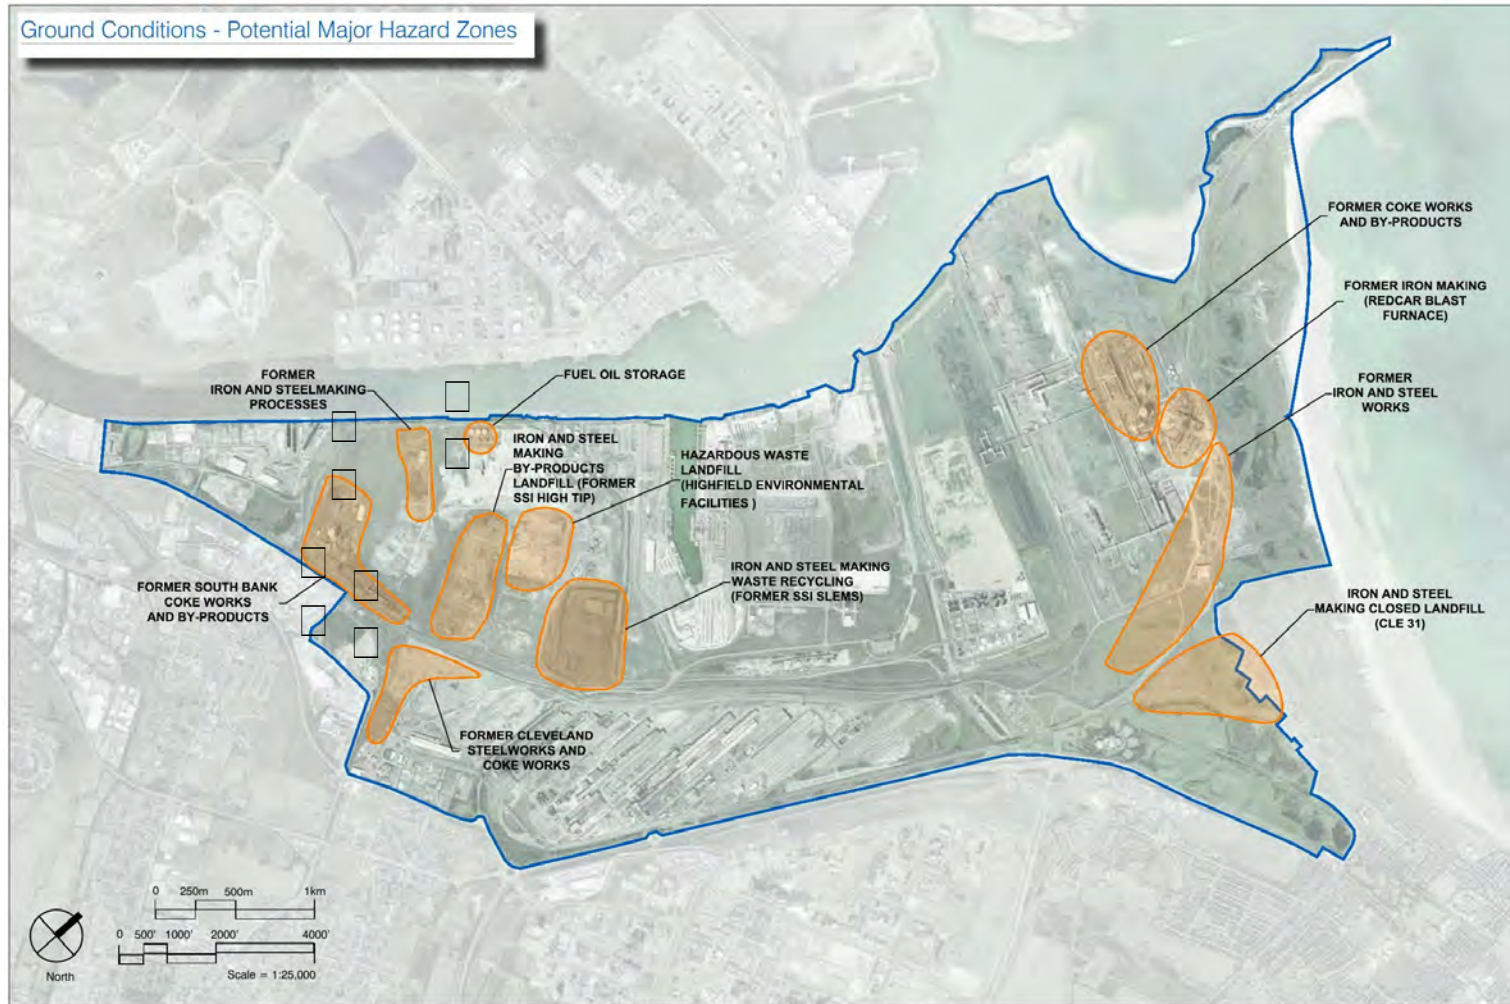 Ground Conditions - Potential Major Hazard Zones
FORMER COKE WORKS
AND BY-PRODUCTS
FORMER IRON MAKING
(REDCAR BLAST
FURNACE)
FORMER
IRON AND STEELMAKING
PROCESSES
FUEL OIL STORAGE
FORMER
IRON AND STEEL
WORKS
IRON AND STEEL
MAKING
BY-PRODUCTS
LANDFILL (FORMER
SSI HIGH TIP)
HAZARDOUS WASTE
LANDFILL
(HIGHFIELD ENVIRONMENTAL
FACILITIES )
FORMER SOUTH BANK
COKE WORKS
AND BY-PRODUCTS
IRON AND STEEL MAKING
WASTE RECYCLING
(FORMER SSI SLEMS)
IRON AND STEEL
MAKING CLOSED LANDFILL
(CLE 31)
FORMER CLEVELAND
STEELWORKS AND
COKE WORKS
0 250m 500m 1km
0 500' 1000' 2000' 4000'
Scale = 1:25,000
North